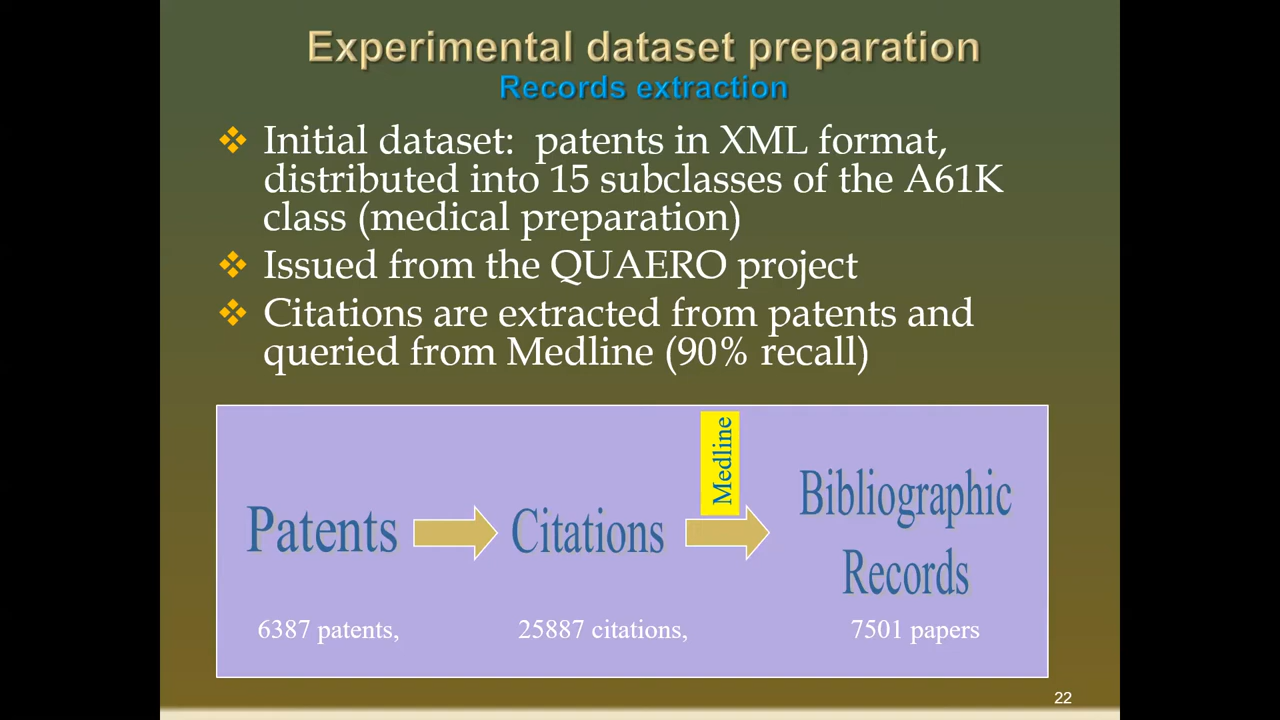 Experimental dataset preparation
Records extraction
❖ Initial dataset:  patents in XML format,
distributed into 15 subclasses of the A61K
class (medical preparation)
❖ Issued from the QUAERO project
❖ Citations are extracted from patents and
queried from Medline (90% recall)
Medline
Patents
Citations
Bibliographic
Records
6387 patents,
25887 citations,
7501 papers
22